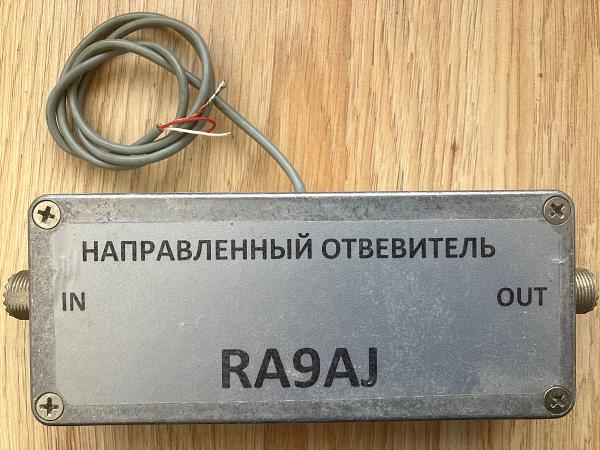 НАПРАВЛЕННЫЙ ОТВЕВИТЕЛЬ
IN OUT
RA9AJ